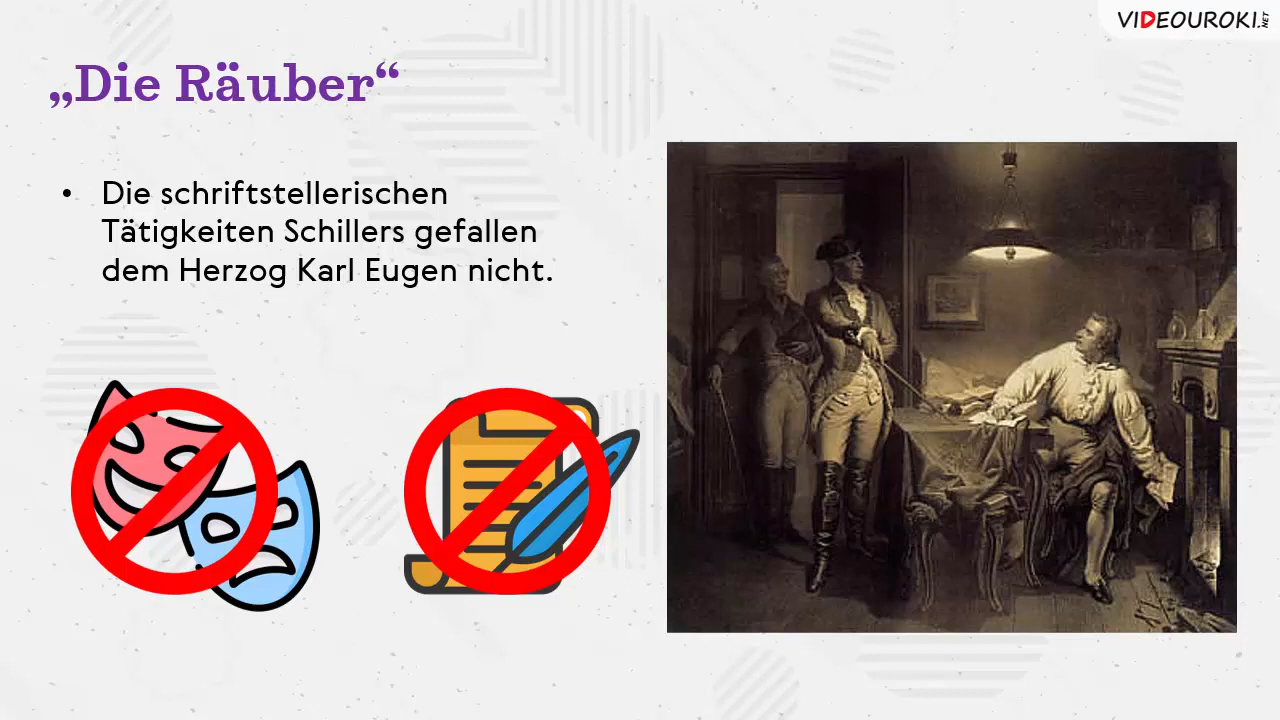 VIDEOUROKI.NET
„Die Räuber“
• Die schriftstellerischen
Tätigkeiten Schillers gefallen
dem Herzog Karl Eugen nicht.